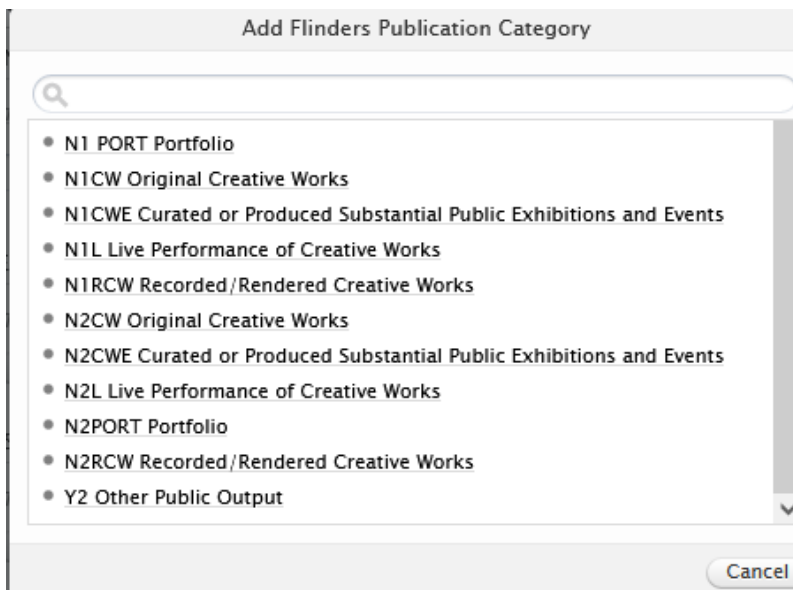 Add Flinders Publication Category
N1 PORT Portfolio
N1CW Original Creative Works
N1CWE Curated or Produced Substantial Public Exhibitions and Events
N1L Live Performance of Creative Works
N1RCW Recorded/Rendered Creative Works
N2CW Original Creative Works
N2CWE Curated or Produced Substantial Public Exhibitions and Events
N2L Live Performance of Creative Works
N2PORT Portfolio
N2RCW Recorded/Rendered Creative Works
Y2 Other Public Output
Cancel